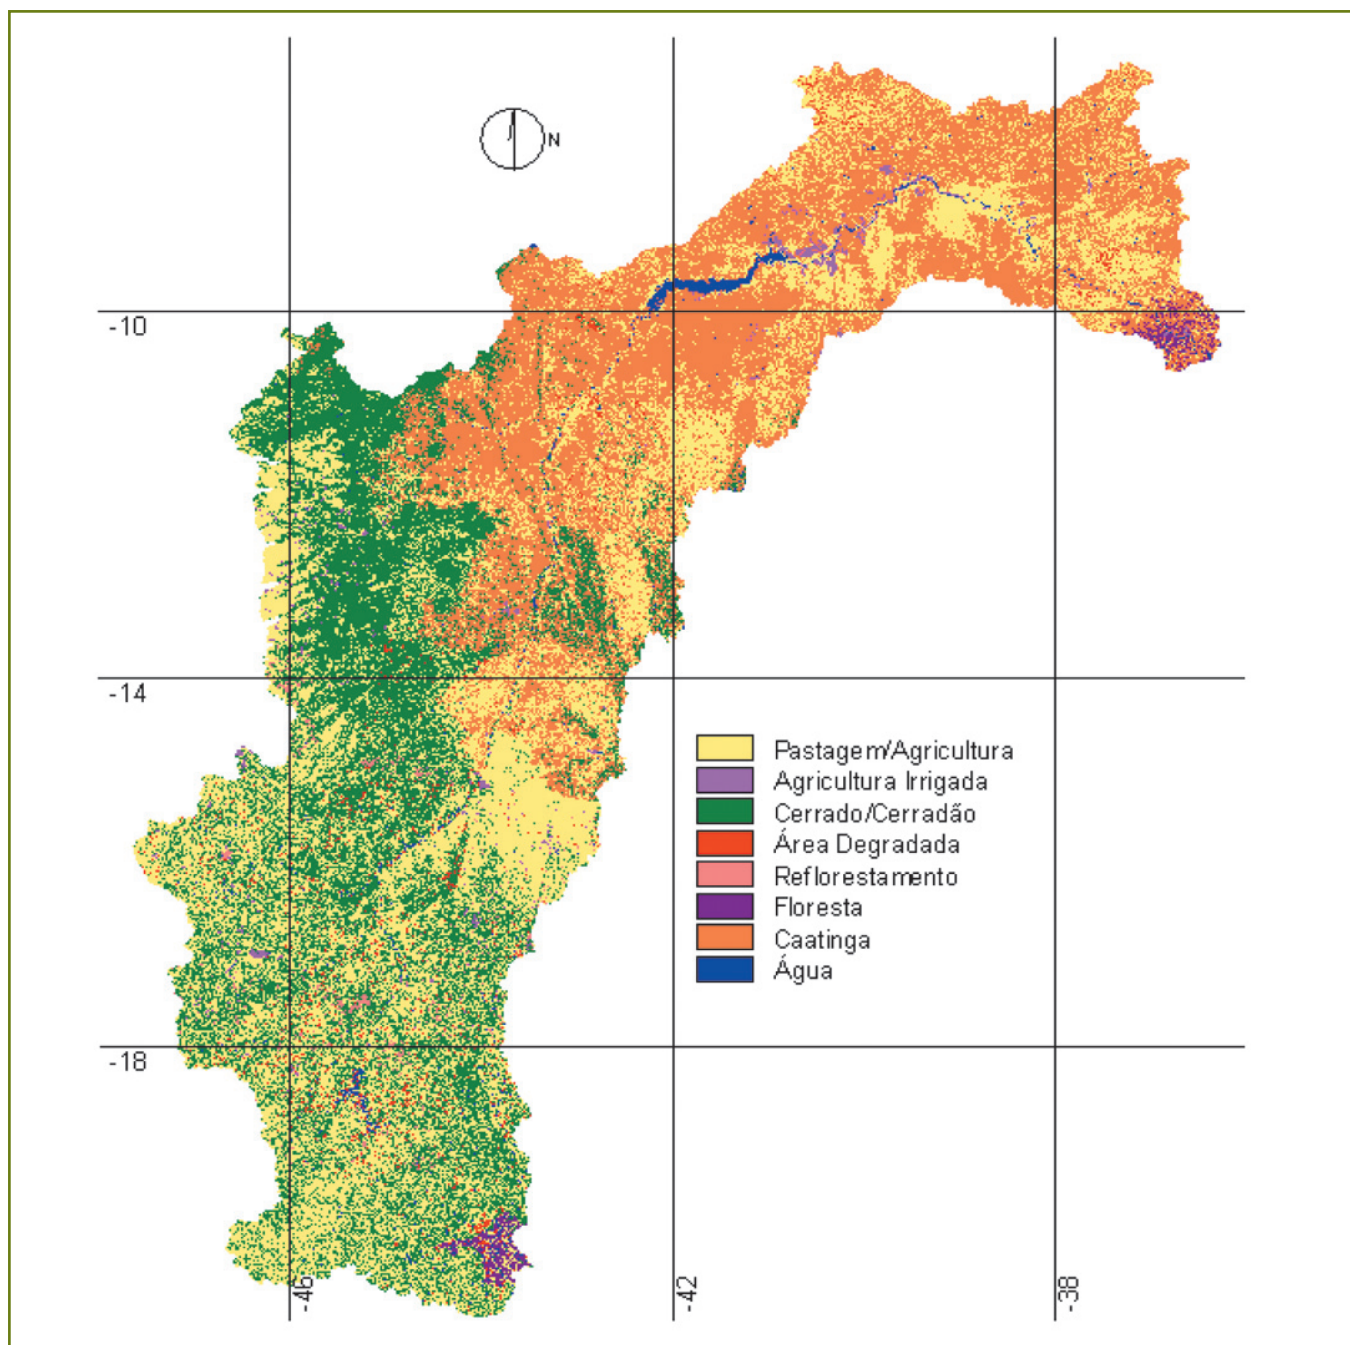 N
-10
-14
Pastagem/Agricultura
Agricultura Irrigada
Cerrado/Cerradão
Área Degradada
Reflorestamento
Floresta
Caatinga
Água
-18
-46
-42
-38